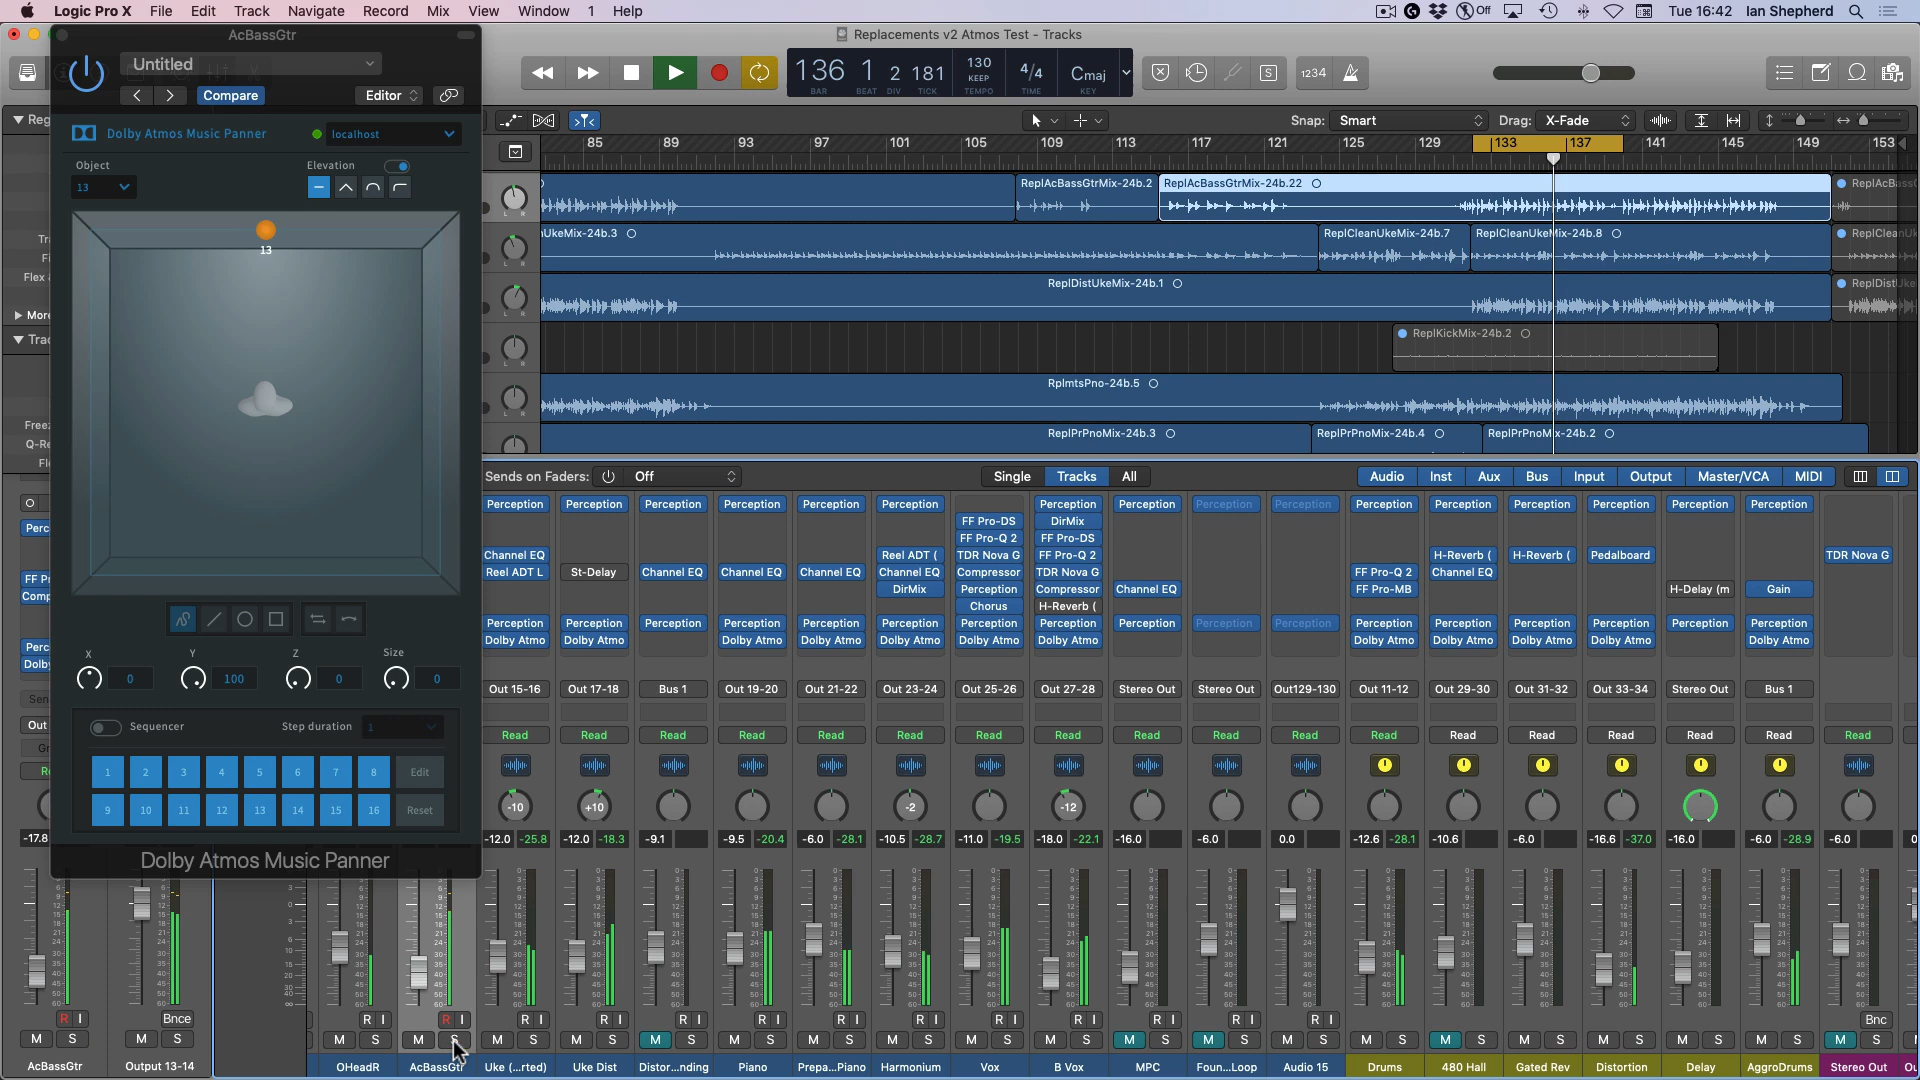 Logic Pro X File Edit Track Navigate Record Mix View Window 1 Help
Off Tue 16:42 Ian Shepherd
AcBassGtr
Replacements v2 Atmos Test - Tracks
Untitled
Compare
Editor
136 1 2 181
BAR BEAT DIV TICK
130
KEEP
TEMPO
4/4
TIME
Cmaj
KEY
S
1234
Dolby Atmos Music Panner
localhost
Object
13
Elevation
13
X 0
Y 100
Z 0
Size 0
Sequencer
Step duration 1
1 2 3 4 5 6 7 8 Edit
9 10 11 12 13 14 15 16 Reset
Dolby Atmos Music Panner
Reg
Flex
More
Freez
Q-Re
Snap: Smart
Drag: X-Fade
85 89 93 97 101 105 109 113 117 121 125 129 133 137 141 145 149 153
ReplAcBassGtrMix-24b.2
ReplAcBassGtrMix-24b.22
ReplAcBass
UkeMix-24b.3
ReplCleanUkeMix-24b.7
ReplCleanUkeMix-24b.8
ReplCleanUk
ReplDistUkeMix-24b.1
ReplDistUke
ReplKickMix-24b.2
RplmtsPno-24b.5
ReplPrPnoMix-24b.3
ReplPrPnoMix-24b.4
ReplPrPnoMix-24b.2
Sends on Faders: Off
Single Tracks All
Audio Inst Aux Bus Input Output Master/VCA MIDI
Perception Perception Perception Perception Perception Perception Perception Perception Perception Perception Perception Perception Perception Perception Perception Perception
FF Pro-DS DirMix
FF Pro-Q 2 FF Pro-DS
Channel EQ Reel ADT ( TDR Nova G FF Pro-Q 2 H-Reverb ( H-Reverb ( Pedalboard TDR Nova G
Reel ADT L St-Delay Channel EQ Channel EQ Channel EQ Channel EQ Compressor TDR Nova G FF Pro-Q 2 Channel EQ
DirMix Perception Compressor Channel EQ FF Pro-MB H-Delay (m Gain
Chorus H-Reverb (
Perception Perception Perception Perception Perception Perception Perception Perception Perception Perception Perception Perception Perception Perception Perception Perception Perception
Dolby Atmo Dolby Atmo Dolby Atmo Dolby Atmo Dolby Atmo Dolby Atmo Dolby Atmo Dolby Atmo Dolby Atmo Dolby Atmo Dolby Atmo Dolby Atmo
Out Out 15-16 Out 17-18 Bus 1 Out 19-20 Out 21-22 Out 23-24 Out 25-26 Out 27-28 Stereo Out Stereo Out Out129-130 Out 11-12 Out 29-30 Out 31-32 Out 33-34 Stereo Out Bus 1
Read Read Read Read Read Read Read Read Read Read Read Read Read Read Read Read Read Read
-10 +10 -2 -12
-17.8 -12.0 -25.8 -12.0 -18.3 -9.1 -9.5 -20.4 -6.0 -28.1 -10.5 -28.7 -11.0 -19.5 -18.0 -22.1 -16.0 -6.0 0.0 -12.6 -28.1 -10.6 -6.0 -16.6 -37.0 -16.0 -6.0 -28.9 -6.0
R I Bnce R I R I R I R I R I R I R I R I R I R I R I R I R I Bnc
M S M S M S M S M S M S M S M S M S M S M S M S M S M S M S M S M S M S M S M S M S M S
AcBassGtr Output 13-14 OHeadR AcBassGtr Uke (...rted) Uke Dist Distor...nding Piano Prepa...Piano Harmonium Vox B Vox MPC Foun...Loop Audio 15 Drums 480 Hall Gated Rev Distortion Delay AggroDrums Stereo Out